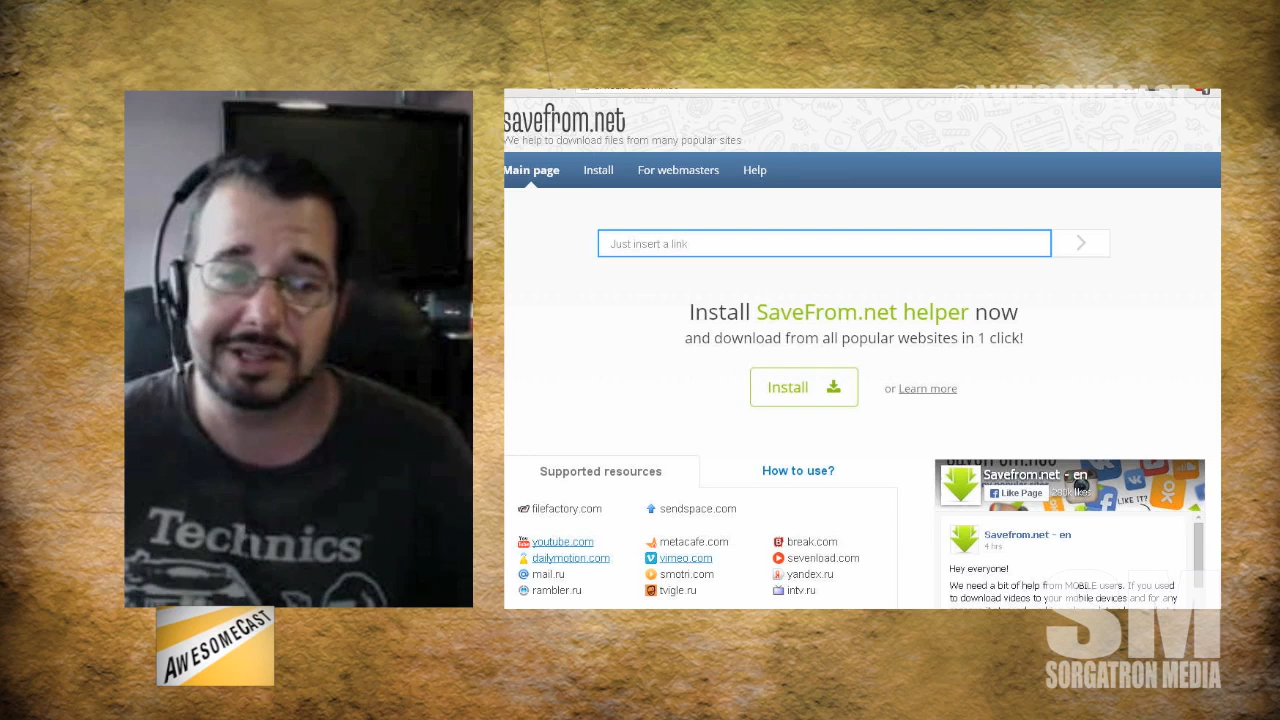 @AWESOMECAST
savefrom.net
We help to download files from many popular sites
Main page Install For webmasters Help
Just insert a link
Install SaveFrom.net helper now
and download from all popular websites in 1 click!
Install or Learn more
Supported resources How to use?
filefactory.com sendspace.com
youtube.com metacafe.com break.com
dailymotion.com vimeo.com sevenload.com
mail.ru smotri.com yandex.ru
rambler.ru tvigle.ru intv.ru
Savefrom.net - en
Like Page likes
LIKE IT?
Savefrom.net - en
4 hrs
Hey everyone!
We need a bit of help from MOBILE users. If you used
to download videos to your mobile devices and for any
Technics
AWESOMECAST
SM
SORGATRON MEDIA